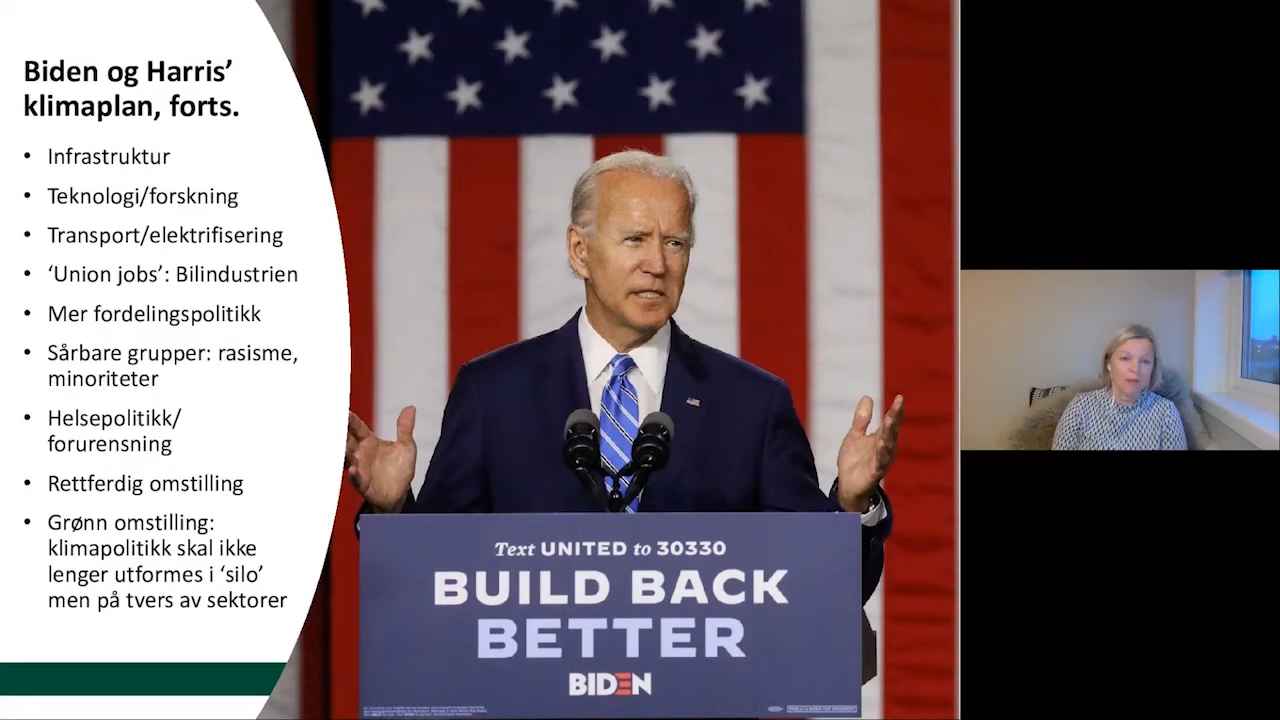 Biden og Harris’
klimaplan, forts.
• Infrastruktur
• Teknologi/forskning
• Transport/elektrifisering
• ‘Union jobs’: Bilindustrien
• Mer fordelingspolitikk
• Sårbare grupper: rasisme,
minoriteter
• Helsepolitikk/
forurensning
• Rettferdig omstilling
• Grønn omstilling:
klimapolitikk skal ikke
lenger utformes i ‘silo’
men på tvers av sektorer
Text UNITED to 30330
BUILD BACK
BETTER
BIDEN